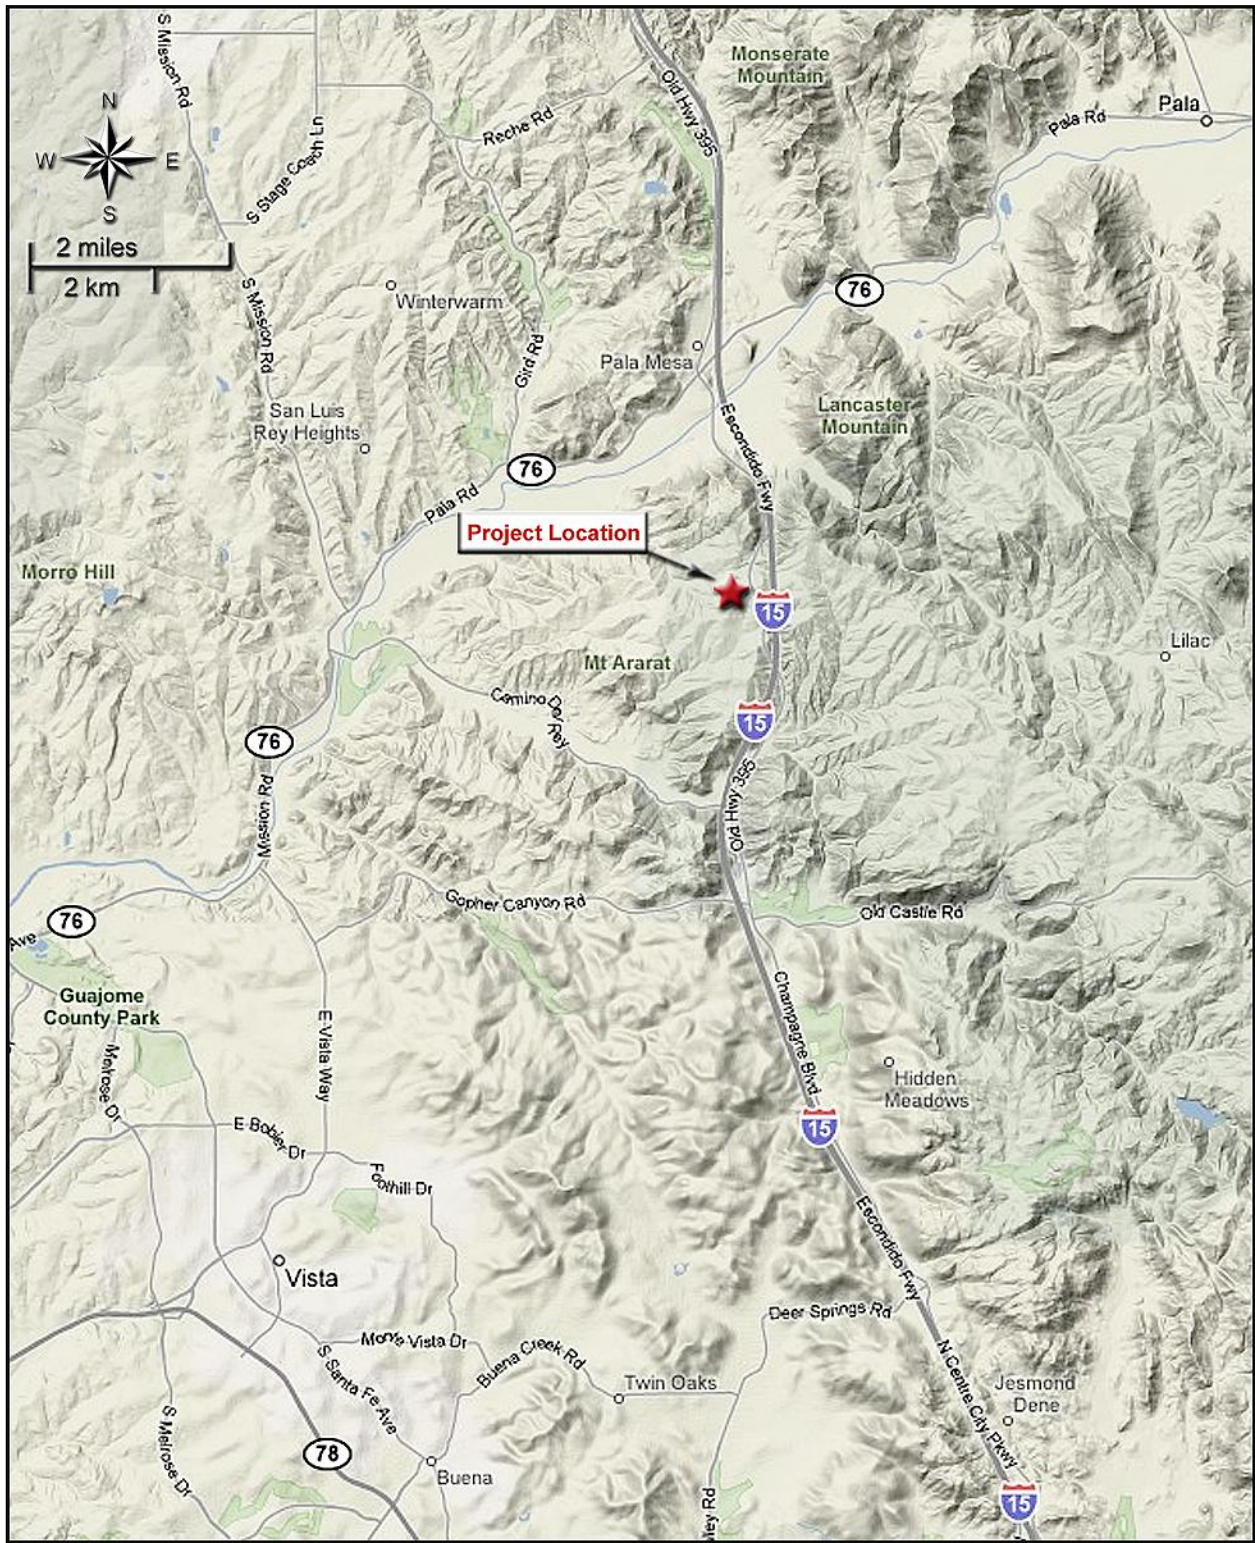 S Mission Rd
Monserate
Mountain
Old Hwy 395
Pala
Pala Rd
Reche Rd
N
W
E
S
S Stage Coach Ln
2 miles
2 km
S Mission Rd
Winterwarm
76
Gird Rd
Pala Mesa
San Luis
Rey Heights
Lancaster
Mountain
Escondido Fwy
76
Pala Rd
Project Location
Morro Hill
15
Lilac
Mt Ararat
Camino Del Rey
15
76
Old Hwy 395
Mission Rd
Gopher Canyon Rd
Old Castle Rd
76
Ave
Guajome
County Park
Champagne Blvd
E Vista Way
Melrose Dr
Hidden
Meadows
15
E Bobier Dr
Foothill Dr
Escondido Fwy
Vista
Deer Springs Rd
Monte Vista Dr
Buena Creek Rd
N Centre City Pkwy
S Santa Fe Ave
Twin Oaks
Jesmond
Dene
S Melrose Dr
78
Buena
15
ney Rd